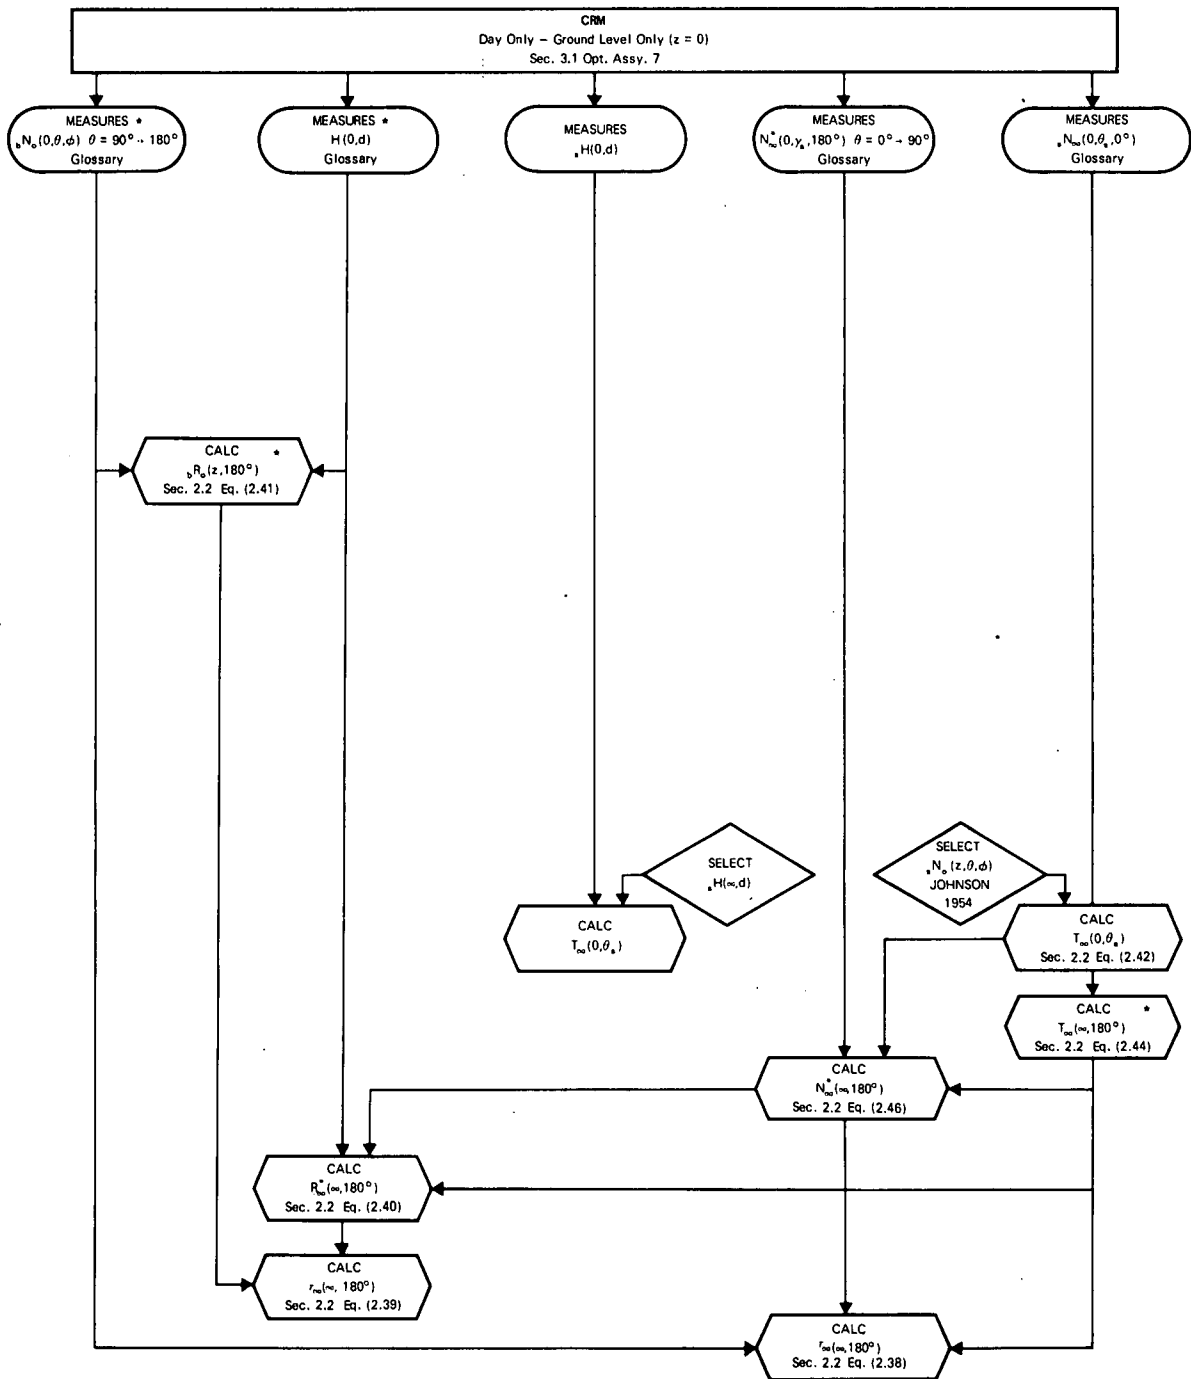 CRM
Day Only – Ground Level Only (z = 0)
Sec. 3.1 Opt. Assy. 7
MEASURES *
bNo(0,θ,ϕ) θ = 90° → 180°
Glossary
MEASURES *
H(0,d)
Glossary
MEASURES
sH(0,d)
MEASURES
N*∞(0,γs,180°) θ = 0° → 90°
Glossary
MEASURES
sN∞(0,θs,0°)
Glossary
CALC *
bRo(z,180°)
Sec. 2.2 Eq. (2.41)
SELECT
sH(∞,d)
SELECT
sNo(z,θ,ϕ)
JOHNSON
1954
CALC
T∞(0,θs)
CALC
T∞(0,θs)
Sec. 2.2 Eq. (2.42)
CALC *
T∞(∞,180°)
Sec. 2.2 Eq. (2.44)
CALC
N*∞(∞,180°)
Sec. 2.2 Eq. (2.46)
CALC
R*∞(∞,180°)
Sec. 2.2 Eq. (2.40)
CALC
r∞(∞, 180°)
Sec. 2.2 Eq. (2.39)
CALC
r∞(∞,180°)
Sec. 2.2 Eq. (2.38)